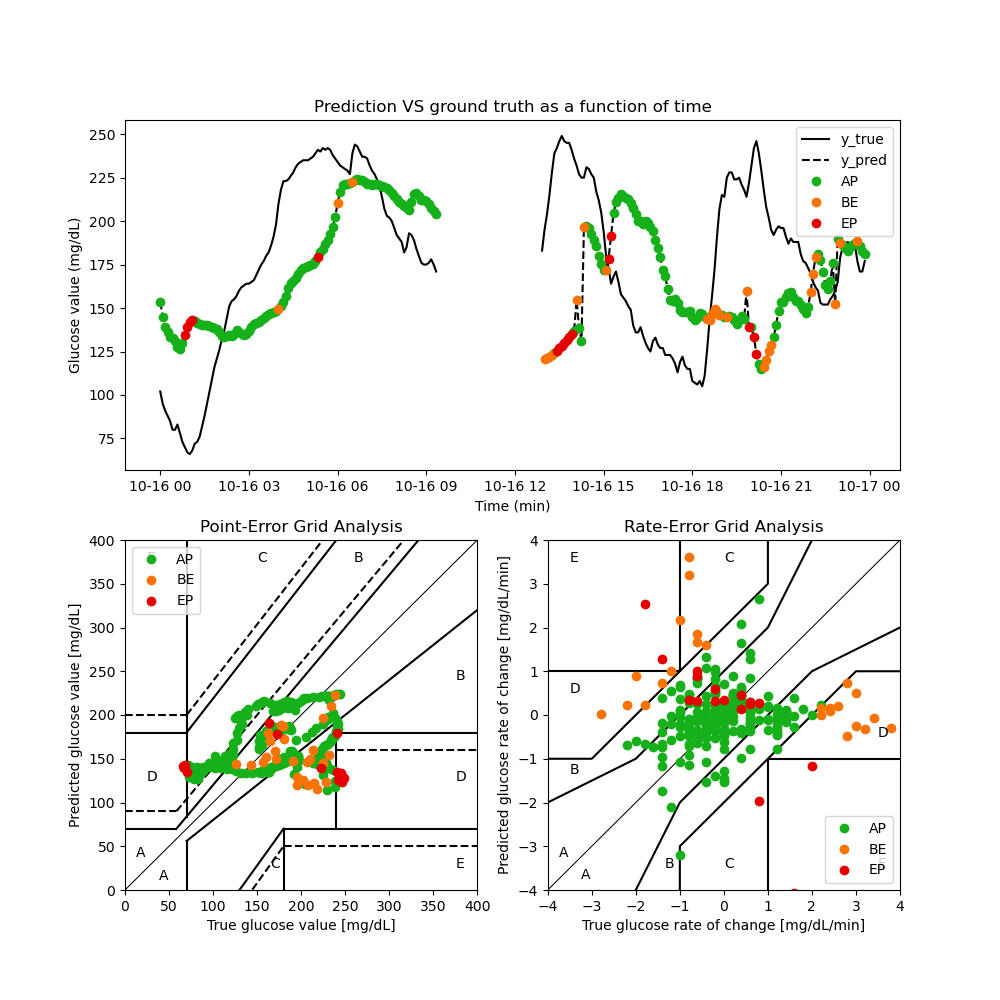 Prediction VS ground truth as a function of time
Glucose value (mg/dL)
250
225
200
175
150
125
100
75
y_true
y_pred
AP
BE
EP
10-16 00 10-16 03 10-16 06 10-16 09 10-16 12 10-16 15 10-16 18 10-16 21 10-17 00
Time (min)
Point-Error Grid Analysis
Predicted glucose value [mg/dL]
400
350
300
250
200
150
100
50
0
AP
BE
EP
C
B
B
D
D
A
A
C
E
0 50 100 150 200 250 300 350 400
True glucose value [mg/dL]
Rate-Error Grid Analysis
Predicted glucose rate of change [mg/dL/min]
4
3
2
1
0
−1
−2
−3
−4
E
C
D
D
B
A
A
B
C
AP
BE
EP
−4 −3 −2 −1 0 1 2 3 4
True glucose rate of change [mg/dL/min]